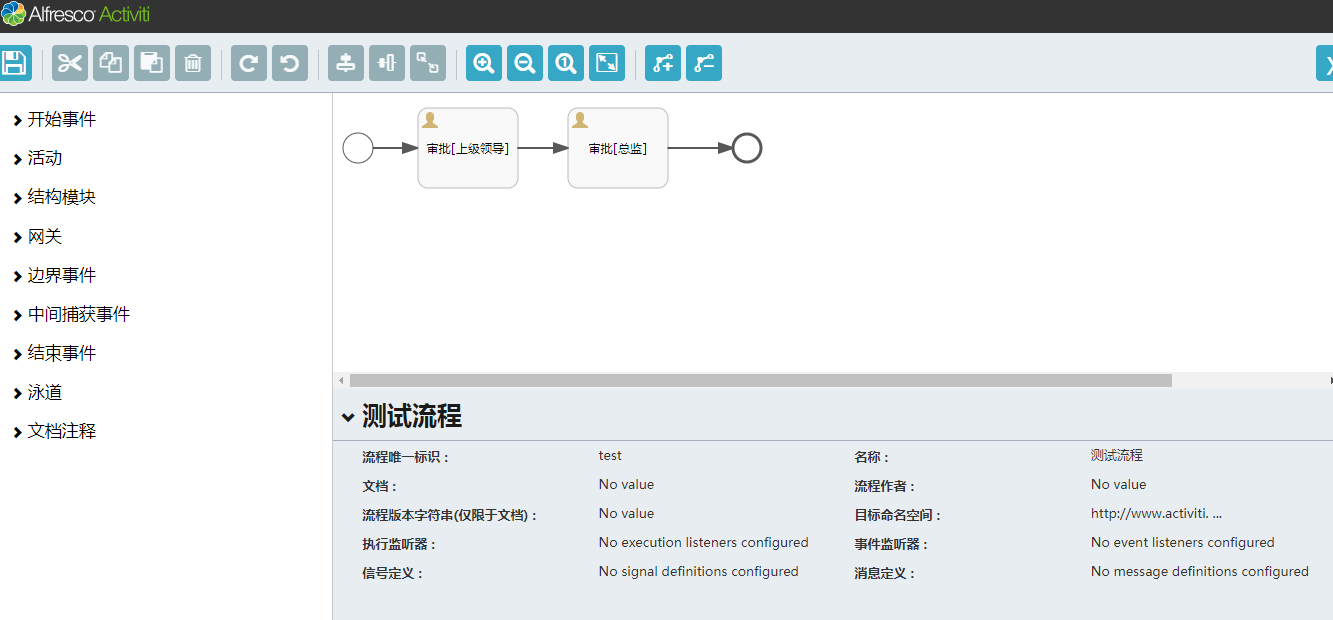 Alfresco Activiti
开始事件
活动
结构模块
网关
边界事件
中间捕获事件
结束事件
泳道
文档注释
审批[上级领导]
审批[总监]
测试流程
流程唯一标识：
test
名称：
测试流程
文档：
No value
流程作者：
No value
流程版本字符串(仅限于文档)：
No value
目标命名空间：
http://www.activiti. ...
执行监听器：
No execution listeners configured
事件监听器：
No event listeners configured
信号定义：
No signal definitions configured
消息定义：
No message definitions configured